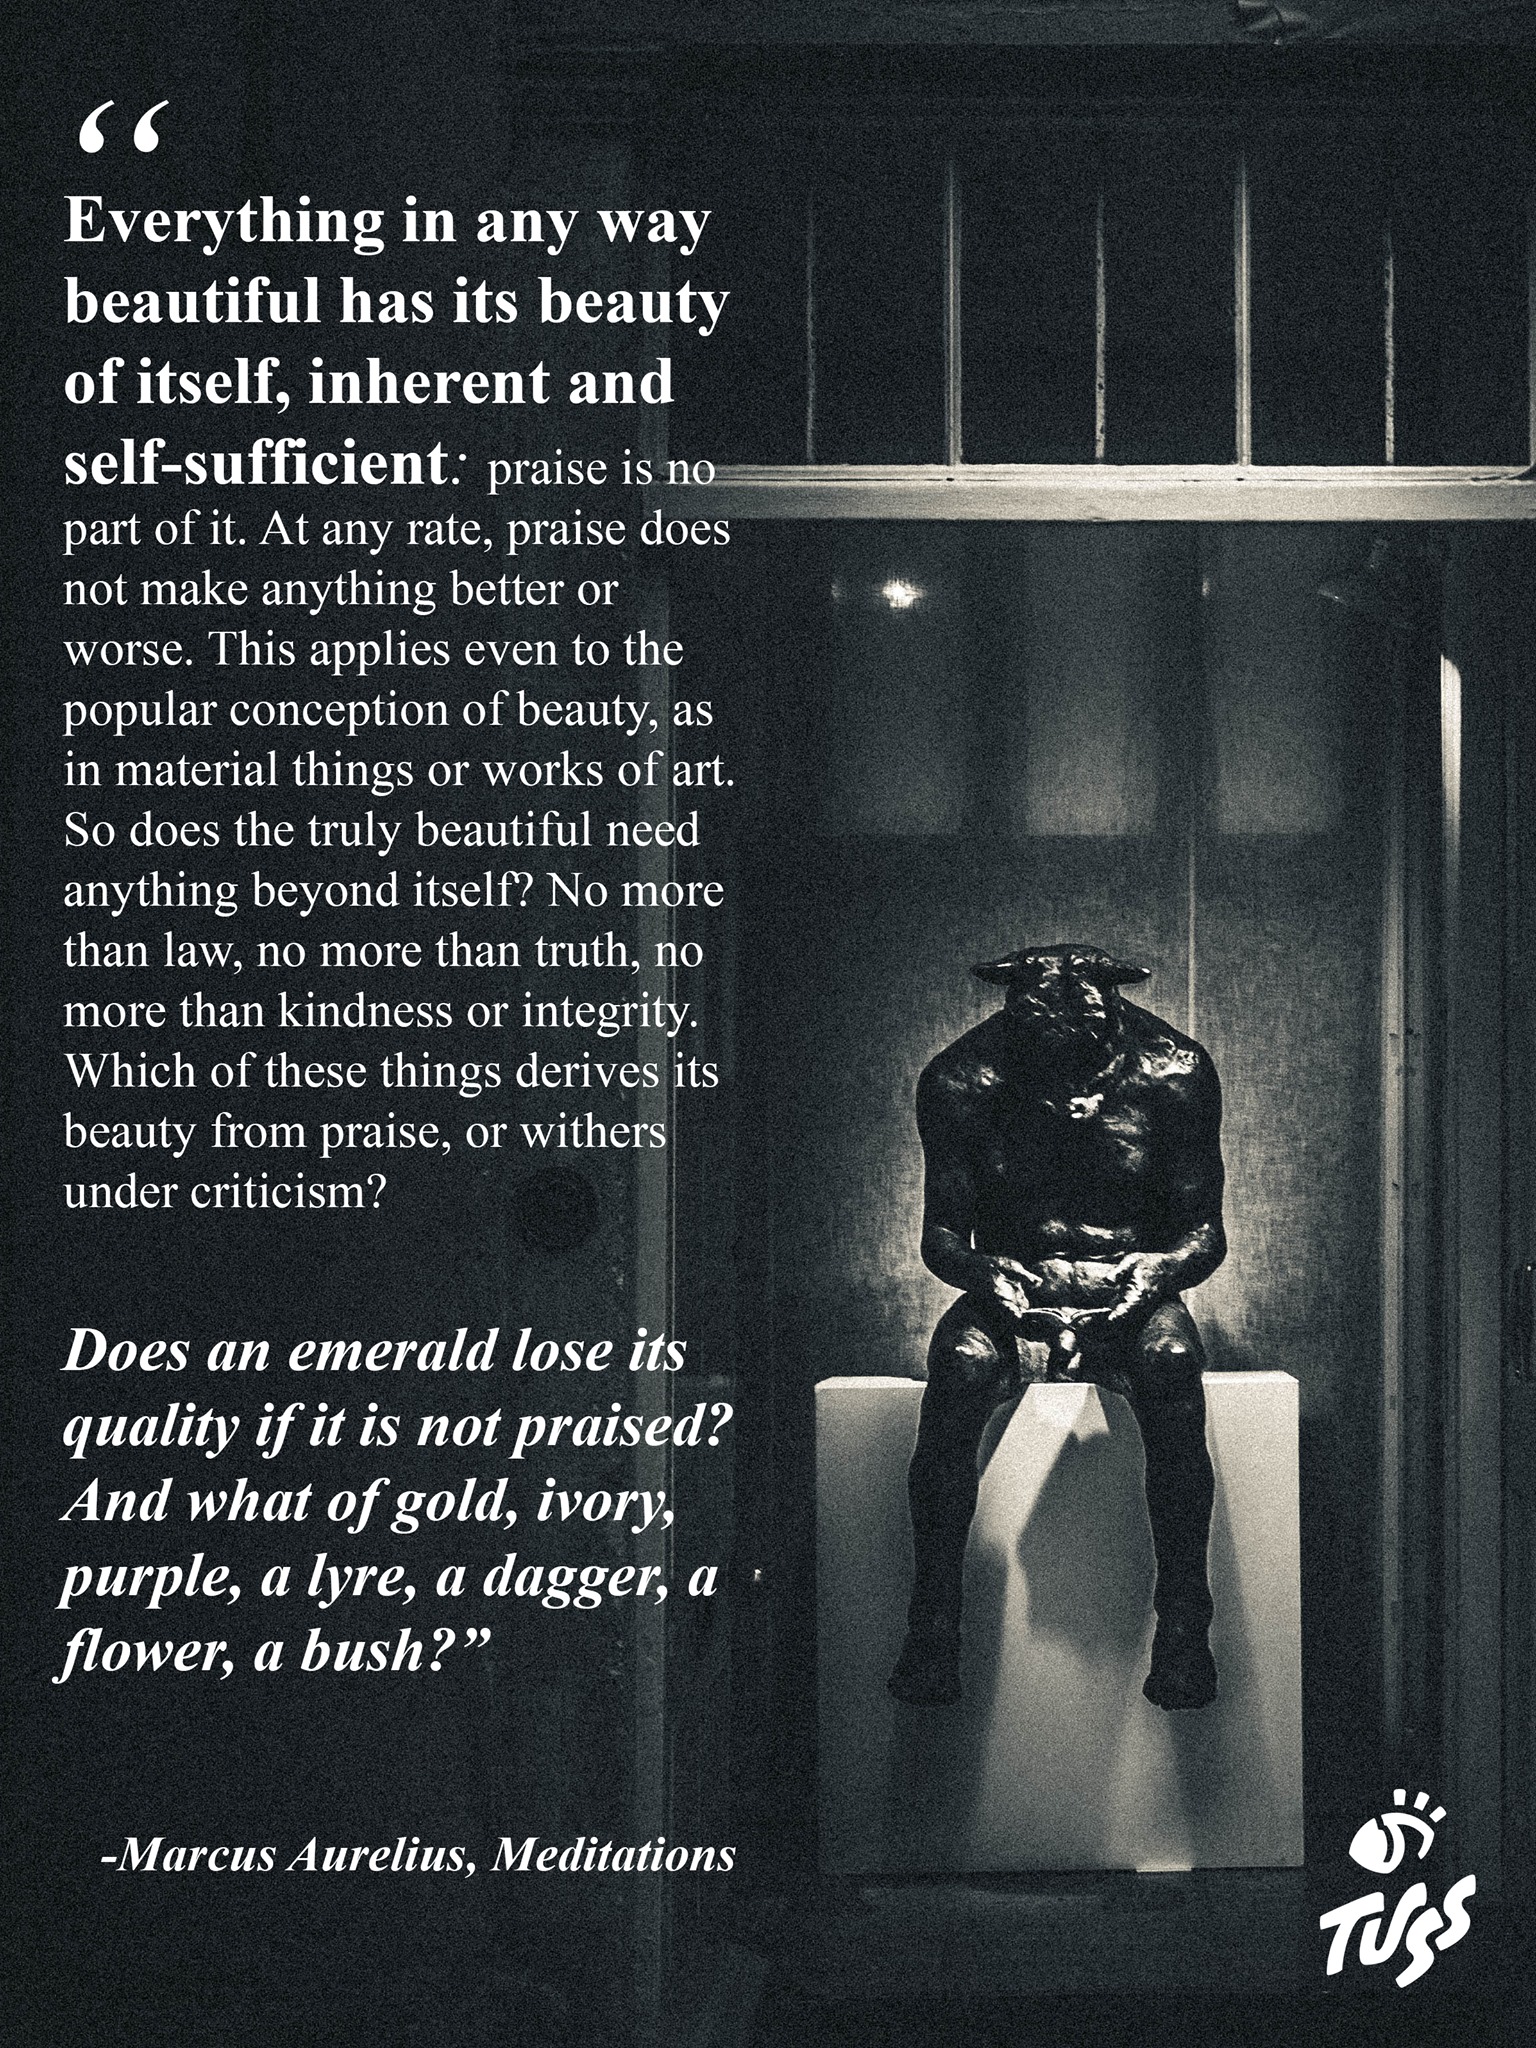 “
Everything in any way
beautiful has its beauty
of itself, inherent and
self-sufficient: praise is no
part of it. At any rate, praise does
not make anything better or
worse. This applies even to the
popular conception of beauty, as
in material things or works of art.
So does the truly beautiful need
anything beyond itself? No more
than law, no more than truth, no
more than kindness or integrity.
Which of these things derives its
beauty from praise, or withers
under criticism?
Does an emerald lose its
quality if it is not praised?
And what of gold, ivory,
purple, a lyre, a dagger, a
flower, a bush?”
-Marcus Aurelius, Meditations
TUSS